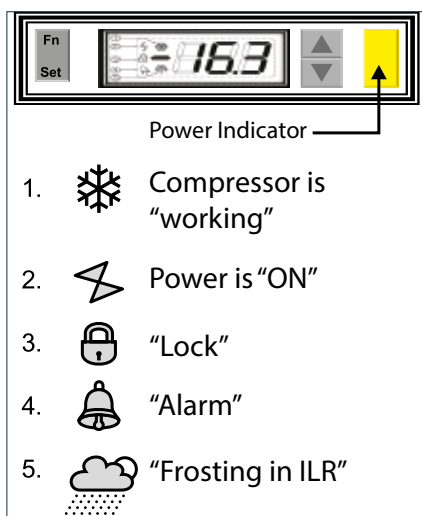 Fn
Set
-16.3
Power Indicator
1. Compressor is
“working”
2. Power is “ON”
3. “Lock”
4. “Alarm”
5. “Frosting in ILR”